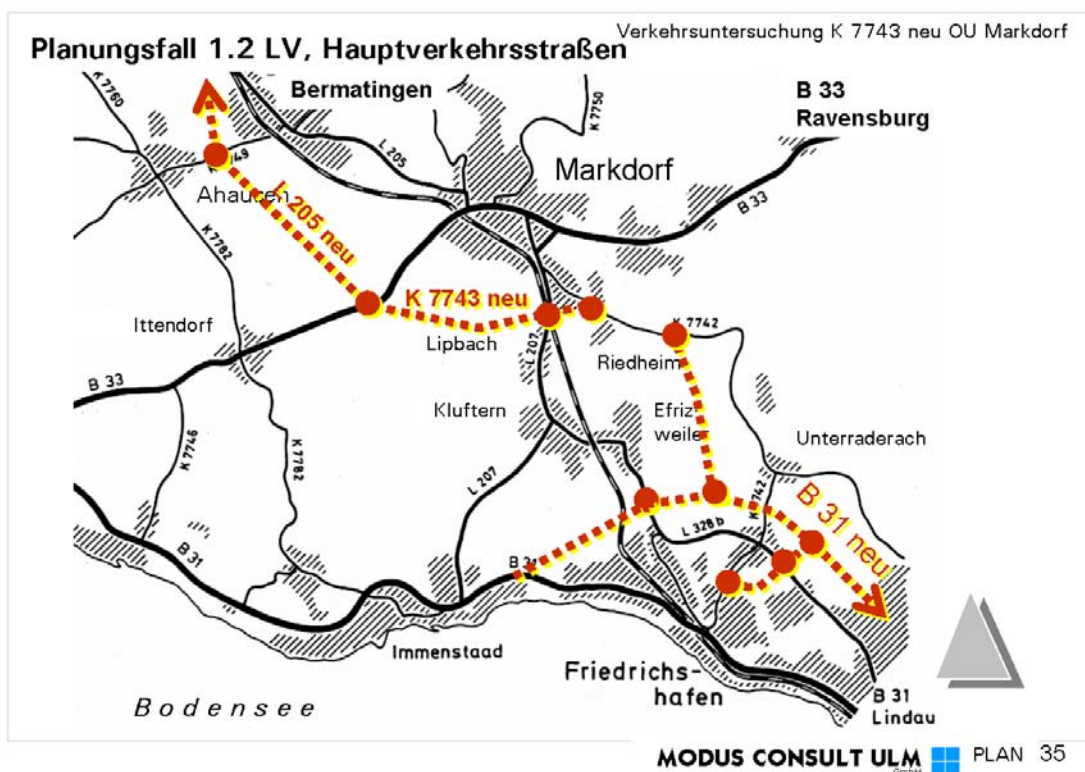 Verkehrsuntersuchung K 7743 neu OU Markdorf
Planungsfall 1.2 LV, Hauptverkehrsstraßen
K 7760
Bermatingen
K 7750
B 33
Ravensburg
L 205
Markdorf
Ahausen
L 205 neu
B 33
K 7782
K 7743 neu
Ittendorf
Lipbach
L 207
K 7742
Riedheim
B 33
Kluftern
Efriz-
weiler
Unterraderach
K 7746
K 7782
L 207
K 7742
B 31 neu
L 328 b
B 31
B 31
Immenstaad
Friedrichs-
hafen
B 31
Lindau
Bodensee
MODUS CONSULT ULM
GmbH
PLAN 35